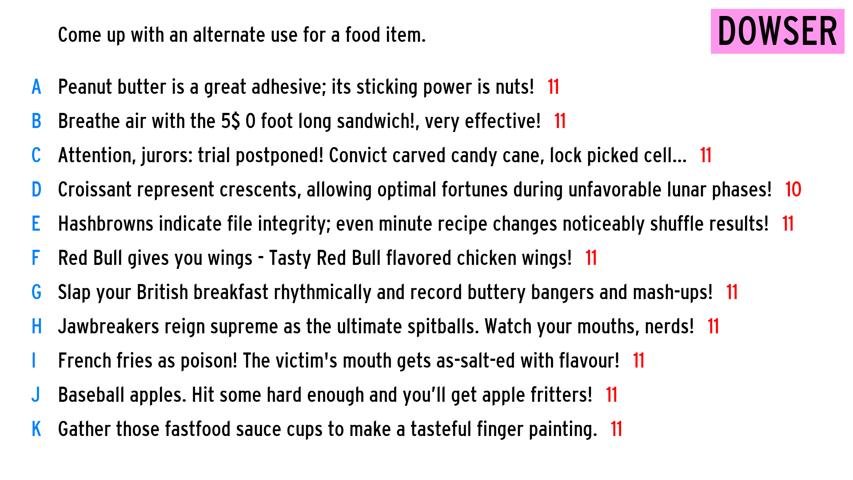 Come up with an alternate use for a food item.
DOWSER
A Peanut butter is a great adhesive; its sticking power is nuts! 11
B Breathe air with the 5$ 0 foot long sandwich!, very effective! 11
C Attention, jurors: trial postponed! Convict carved candy cane, lock picked cell... 11
D Croissant represent crescents, allowing optimal fortunes during unfavorable lunar phases! 10
E Hashbrowns indicate file integrity; even minute recipe changes noticeably shuffle results! 11
F Red Bull gives you wings - Tasty Red Bull flavored chicken wings! 11
G Slap your British breakfast rhythmically and record buttery bangers and mash-ups! 11
H Jawbreakers reign supreme as the ultimate spitballs. Watch your mouths, nerds! 11
I French fries as poison! The victim's mouth gets as-salt-ed with flavour! 11
J Baseball apples. Hit some hard enough and you’ll get apple fritters! 11
K Gather those fastfood sauce cups to make a tasteful finger painting. 11